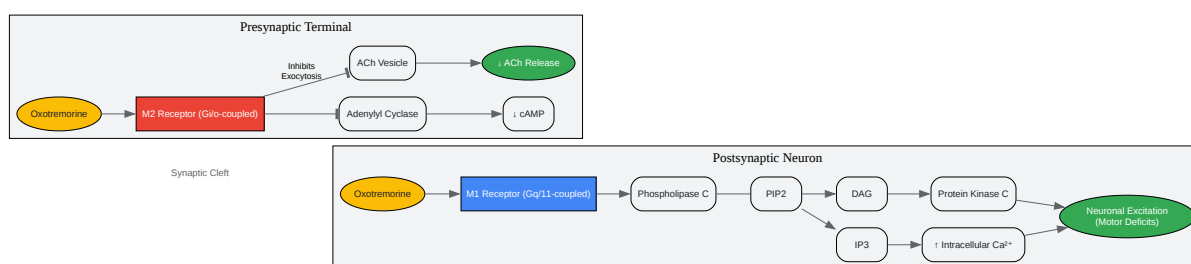 Presynaptic Terminal
Inhibits
Exocytosis
ACh Vesicle
↓ ACh Release
Oxotremorine
M2 Receptor (Gi/o-coupled)
Adenylyl Cyclase
↓ cAMP
Synaptic Cleft
Postsynaptic Neuron
Oxotremorine
M1 Receptor (Gq/11-coupled)
Phospholipase C
PIP2
DAG
Protein Kinase C
Neuronal Excitation
(Motor Deficits)
IP3
↑ Intracellular Ca²⁺